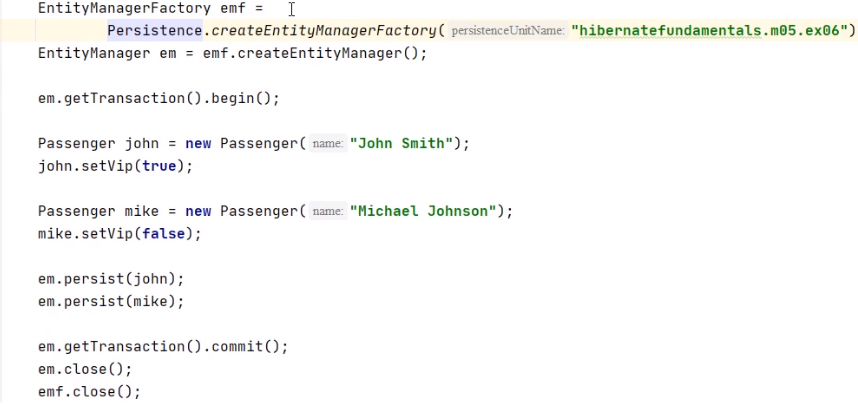 EntityManagerFactory emf =
Persistence.createEntityManagerFactory( persistenceUnitName: "hibernatefundamentals.m05.ex06")
EntityManager em = emf.createEntityManager();
em.getTransaction().begin();
Passenger john = new Passenger( name: "John Smith");
john.setVip(true);
Passenger mike = new Passenger( name: "Michael Johnson");
mike.setVip(false);
em.persist(john);
em.persist(mike);
em.getTransaction().commit();
em.close();
emf.close();